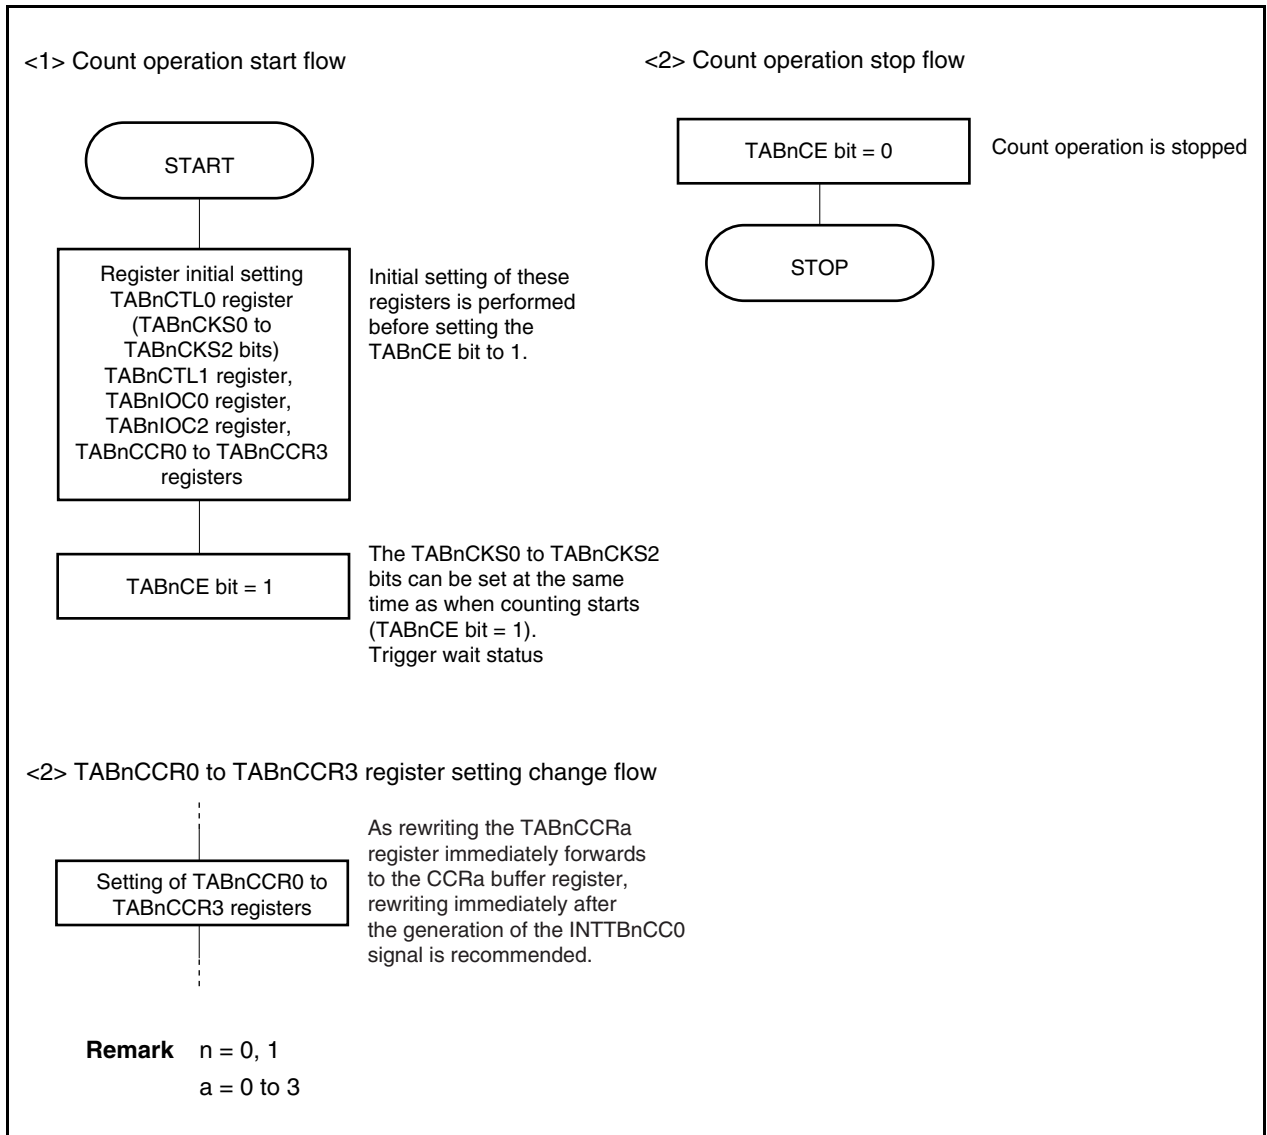 <1> Count operation start flow
START
Register initial setting
TABnCTL0 register
(TABnCKS0 to
TABnCKS2 bits)
TABnCTL1 register,
TABnIOC0 register,
TABnIOC2 register,
TABnCCR0 to TABnCCR3
registers
Initial setting of these
registers is performed
before setting the
TABnCE bit to 1.
TABnCE bit = 1
The TABnCKS0 to TABnCKS2
bits can be set at the same
time as when counting starts
(TABnCE bit = 1).
Trigger wait status
<2> Count operation stop flow
TABnCE bit = 0
Count operation is stopped
STOP
<2> TABnCCR0 to TABnCCR3 register setting change flow
Setting of TABnCCR0 to
TABnCCR3 registers
As rewriting the TABnCCRa
register immediately forwards
to the CCRa buffer register,
rewriting immediately after
the generation of the INTTBnCC0
signal is recommended.
Remark n = 0, 1
a = 0 to 3